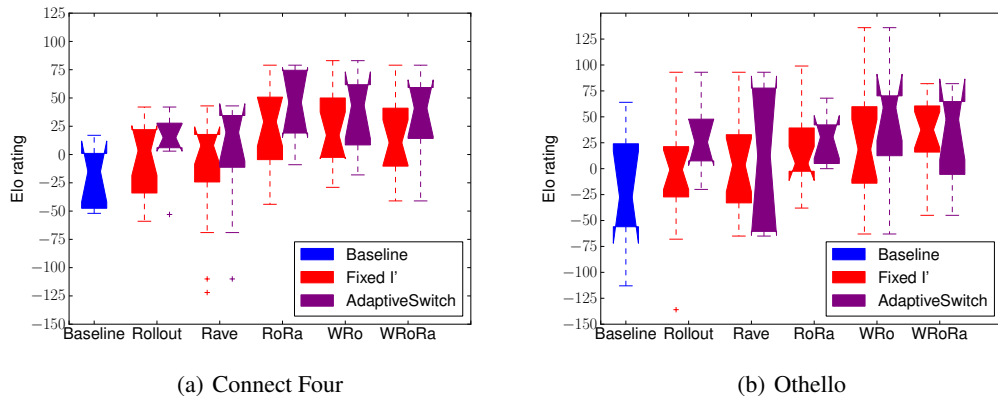 125
100
75
50
25
0
−25
−50
−75
−100
−125
−150
Elo rating
Baseline Rollout Rave RoRa WRo WRoRa
Baseline
Fixed I'
AdaptiveSwitch
(a) Connect Four
125
100
75
50
25
0
−25
−50
−75
−100
−125
−150
Elo rating
Baseline Rollout Rave RoRa WRo WRoRa
Baseline
Fixed I'
AdaptiveSwitch
(b) Othello